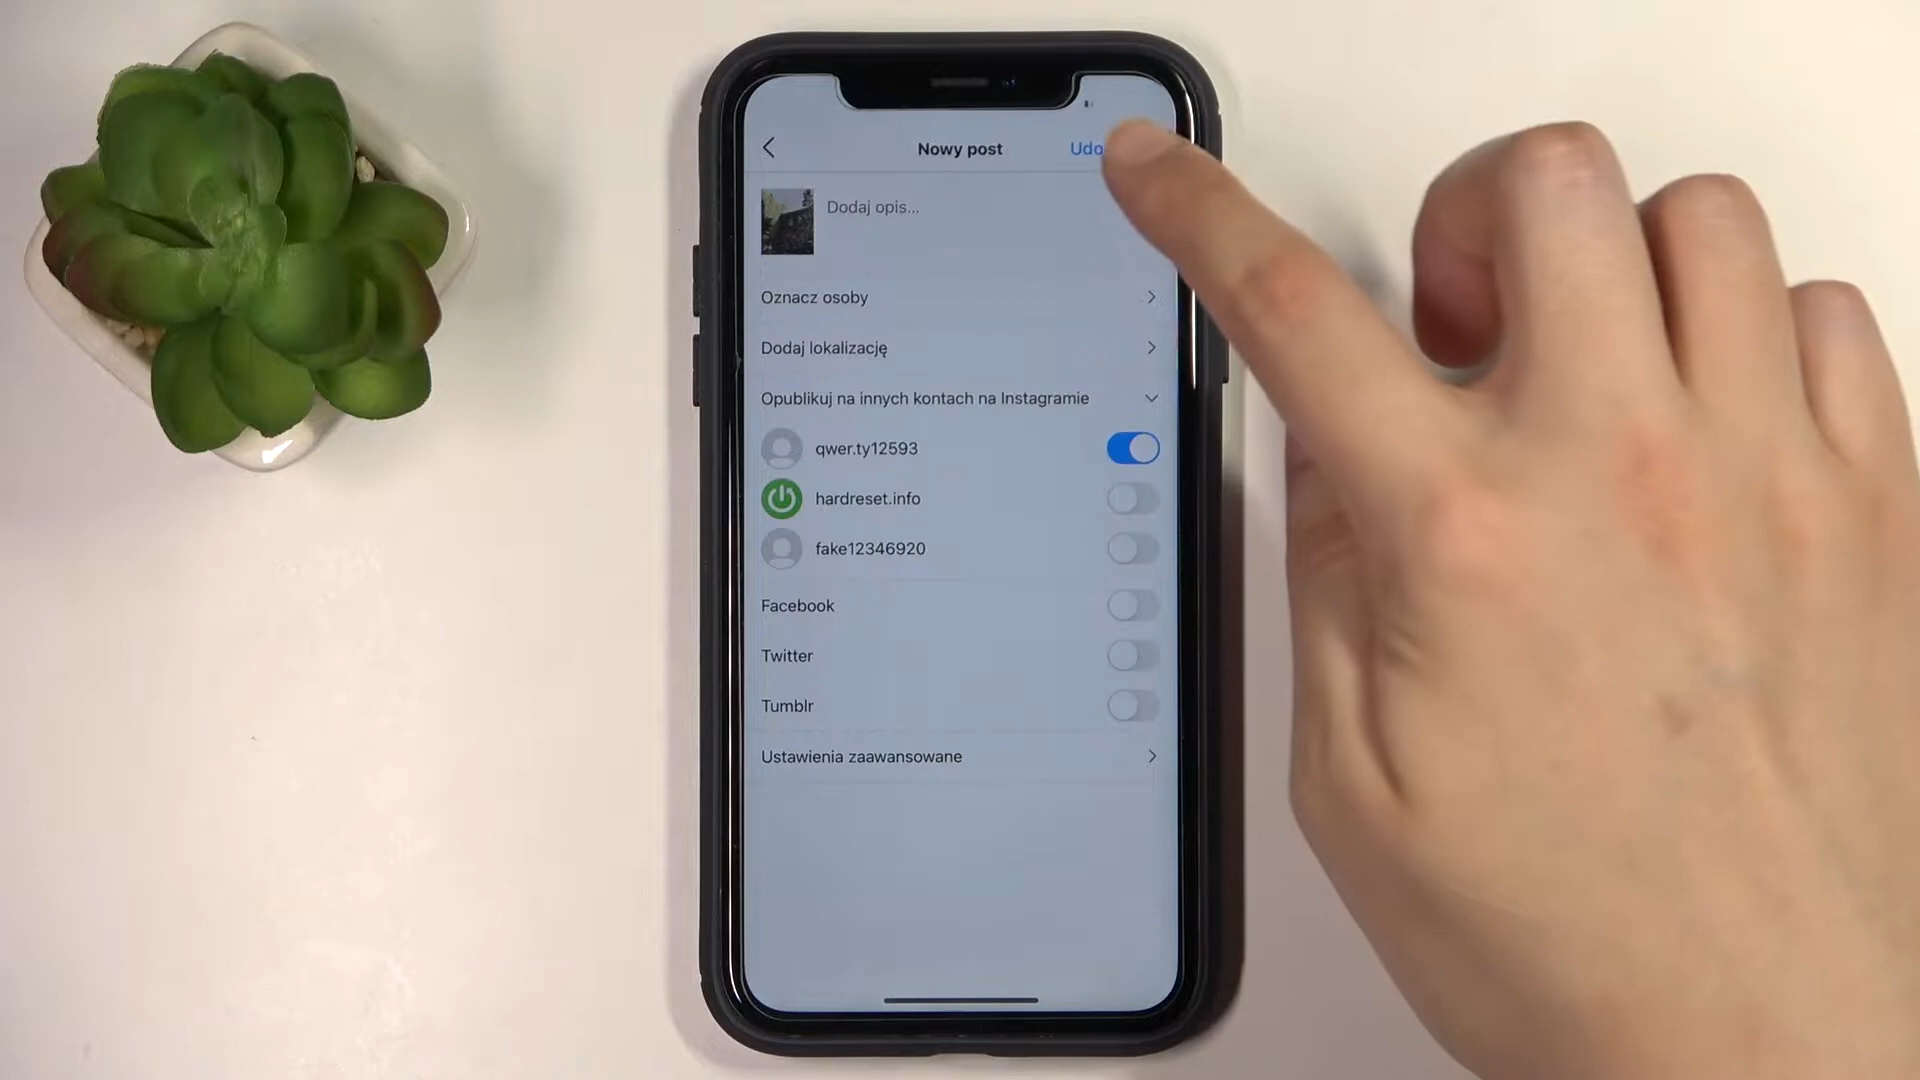 Nowy post
Dodaj opis...
Oznacz osoby
Dodaj lokalizację
Opublikuj na innych kontach na Instagramie
qwer.ty12593
hardreset.info
fake12346920
Facebook
Twitter
Tumblr
Ustawienia zaawansowane